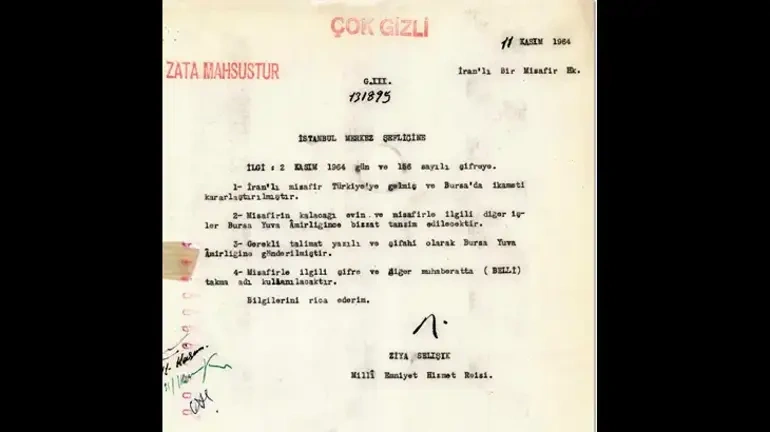 ÇOK GİZLİ
11 KASIM 1964
ZATA MAHSUSTUR
İran'lı Bir Misafir Hk.
G.III.
131895
İSTANBUL MERKEZ ŞEFLİĞİNE
İLGİ : 2 KASIM 1964 gün ve 156 sayılı şifreye.
1- İran'lı misafir Türkiye'ye gelmiş ve Bursa'da ikameti
kararlaştırılmıştır.
2- Misafirin kalacağı evin ve misafirle ilgili diğer iş-
ler Bursa Yuva Âmirliğince bizzat tanzim edilecektir.
3- Gerekli talimat yazılı ve şifahi olarak Bursa Yuva
Âmirliğine gönderilmiştir.
4- Misafirle ilgili şifre ve diğer muhaberatta ( BELLİ )
takma adı kullanılacaktır.
Bilgilerini rica ederim.
ZİYA SELIŞIK
Millî Emniyet Hizmet Reisi.